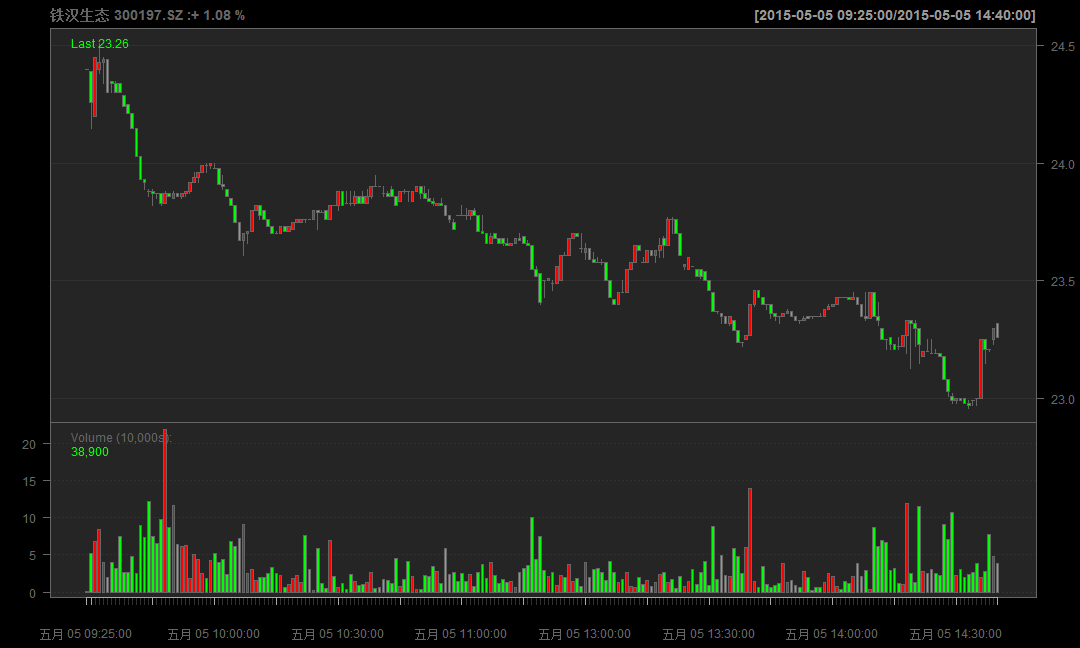 铁汉生态 300197.SZ :+ 1.08 %
[2015-05-05 09:25:00/2015-05-05 14:40:00]
Last 23.26
24.5
24.0
23.5
23.0
Volume (10,000s):
38,900
20
15
10
5
0
五月 05 09:25:00
五月 05 10:00:00
五月 05 10:30:00
五月 05 11:00:00
五月 05 13:00:00
五月 05 13:30:00
五月 05 14:00:00
五月 05 14:30:00